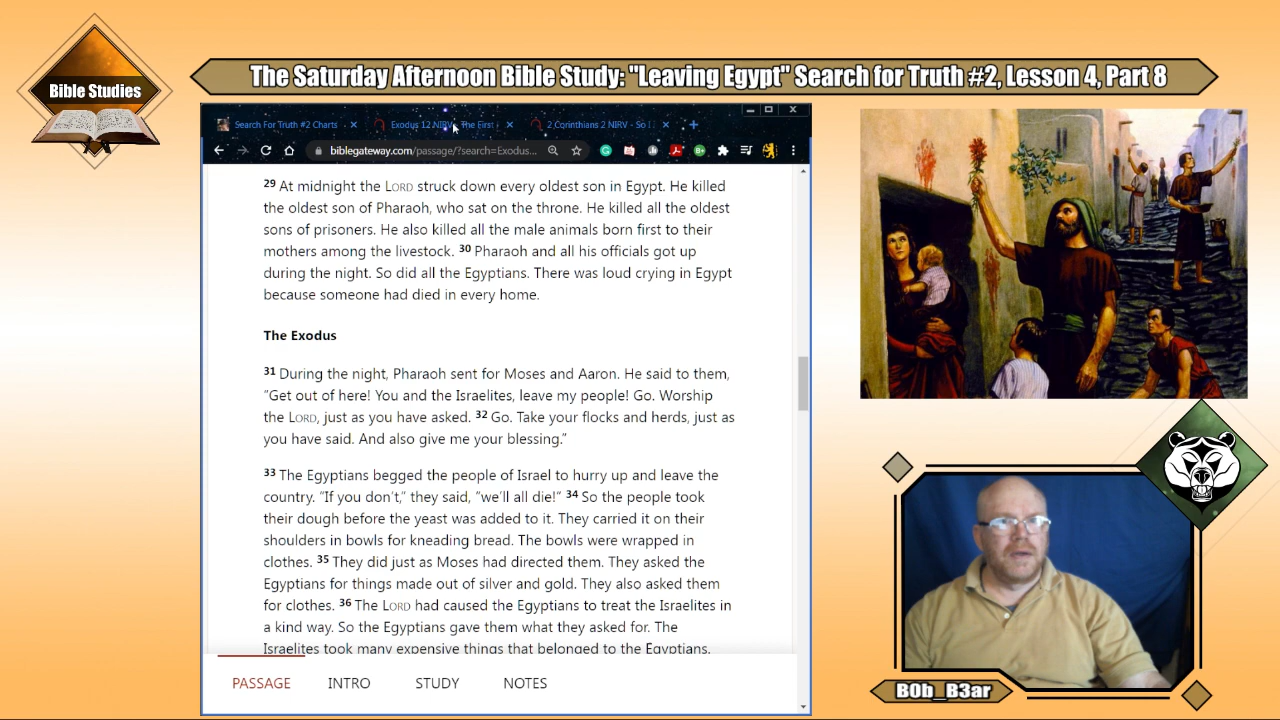 The Saturday Afternoon Bible Study: "Leaving Egypt" Search for Truth #2, Lesson 4, Part 8
Bible Studies
Search For Truth #2 Charts
Exodus 12 NIRV - The First
2 Corinthians 2 NIRV - So I
biblegateway.com/passage/?search=Exodus...
29 At midnight the LORD struck down every oldest son in Egypt. He killed
the oldest son of Pharaoh, who sat on the throne. He killed all the oldest
sons of prisoners. He also killed all the male animals born first to their
mothers among the livestock. 30 Pharaoh and all his officials got up
during the night. So did all the Egyptians. There was loud crying in Egypt
because someone had died in every home.
The Exodus
31 During the night, Pharaoh sent for Moses and Aaron. He said to them,
“Get out of here! You and the Israelites, leave my people! Go. Worship
the LORD, just as you have asked. 32 Go. Take your flocks and herds, just as
you have said. And also give me your blessing.”
33 The Egyptians begged the people of Israel to hurry up and leave the
country. “If you don’t,” they said, “we’ll all die!” 34 So the people took
their dough before the yeast was added to it. They carried it on their
shoulders in bowls for kneading bread. The bowls were wrapped in
clothes. 35 They did just as Moses had directed them. They asked the
Egyptians for things made out of silver and gold. They also asked them
for clothes. 36 The LORD had caused the Egyptians to treat the Israelites in
a kind way. So the Egyptians gave them what they asked for. The
Israelites took many expensive things that belonged to the Egyptians.
PASSAGE INTRO STUDY NOTES
B0b_B3ar